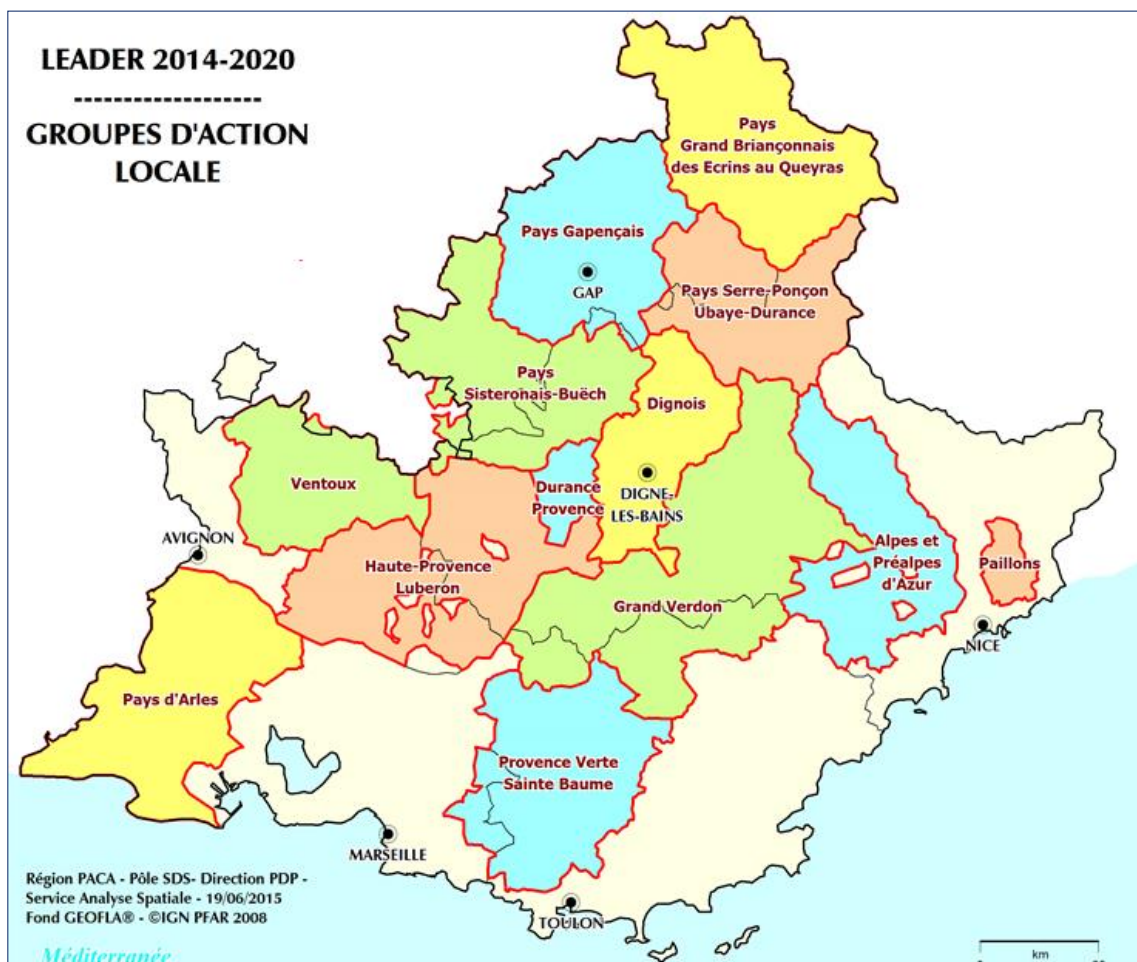 LEADER 2014-2020
-------------------
GROUPES D'ACTION
LOCALE
Pays
Grand Briançonnais
des Ecrins au Queyras
Pays Gapençais
GAP
Pays Serre-Ponçon
Ubaye-Durance
Pays
Sisteronais-Buëch
Dignois
Ventoux
Durance
Provence
DIGNE-
LES-BAINS
AVIGNON
Haute-Provence
Luberon
Alpes et
Préalpes
d'Azur
Paillons
Grand Verdon
NICE
Pays d'Arles
Provence Verte
Sainte Baume
MARSEILLE
TOULON
Région PACA - Pôle SDS- Direction PDP -
Service Analyse Spatiale - 19/06/2015
Fond GEOFLA® - ©IGN PFAR 2008
Méditerranée
km